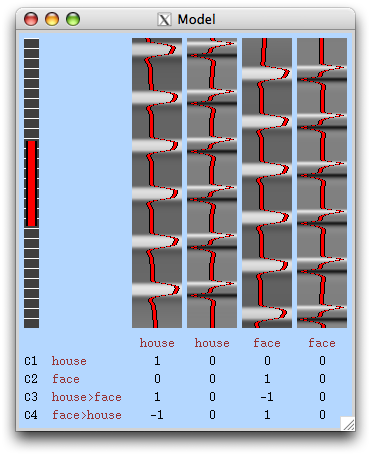 Model
house house face face
C1 house 1 0 0 0
C2 face 0 0 1 0
C3 house>face 1 0 -1 0
C4 face>house -1 0 1 0